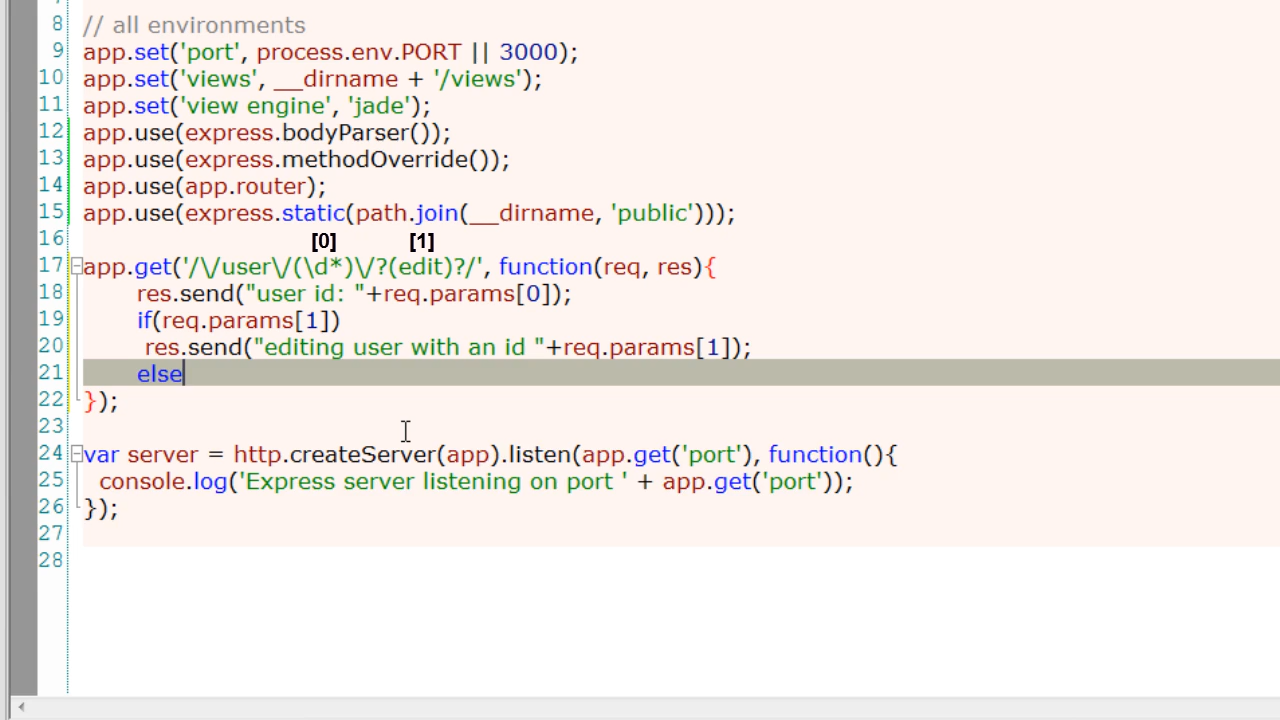 8 // all environments
9 app.set('port', process.env.PORT || 3000);
10 app.set('views', __dirname + '/views');
11 app.set('view engine', 'jade');
12 app.use(express.bodyParser());
13 app.use(express.methodOverride());
14 app.use(app.router);
15 app.use(express.static(path.join(__dirname, 'public')));
16 [0] [1]
17 app.get('/\/user\/(\d*)\/?(edit)?/', function(req, res){
18 res.send("user id: "+req.params[0]);
19 if(req.params[1])
20 res.send("editing user with an id "+req.params[1]);
21 else
22 });
23
24 var server = http.createServer(app).listen(app.get('port'), function(){
25 console.log('Express server listening on port ' + app.get('port'));
26 });
27
28